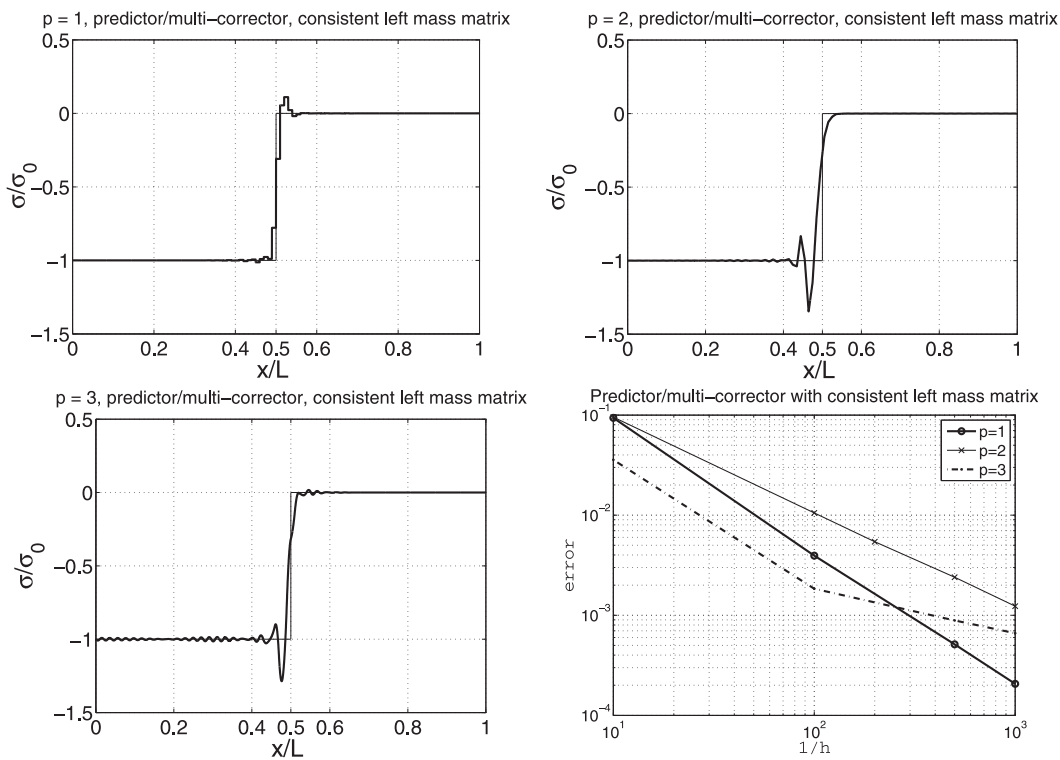 p = 1, predictor/multi−corrector, consistent left mass matrix
0.5
0
−0.5
−1
−1.5
σ/σ0
0 0.2 0.4 0.5 0.6 0.8 1
x/L
p = 2, predictor/multi−corrector, consistent left mass matrix
0.5
0
−0.5
−1
−1.5
σ/σ0
0 0.2 0.4 0.5 0.6 0.8 1
x/L
p = 3, predictor/multi−corrector, consistent left mass matrix
0.5
0
−0.5
−1
−1.5
σ/σ0
0 0.2 0.4 0.5 0.6 0.8 1
x/L
Predictor/multi−corrector with consistent left mass matrix
10−1
10−2
10−3
10−4
error
p=1
p=2
p=3
101 102 103
1/h